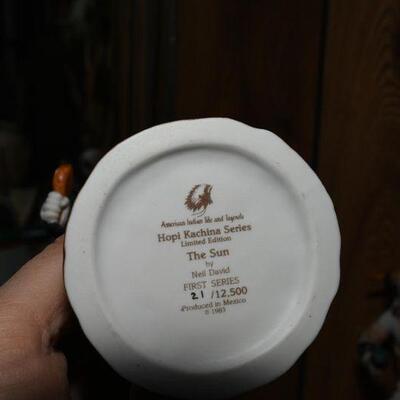 American Indian life and legends
Hopi Kachina Series
Limited Edition
The Sun
by
Neil David
FIRST SERIES
21 /12,500
Produced in Mexico
© 1983